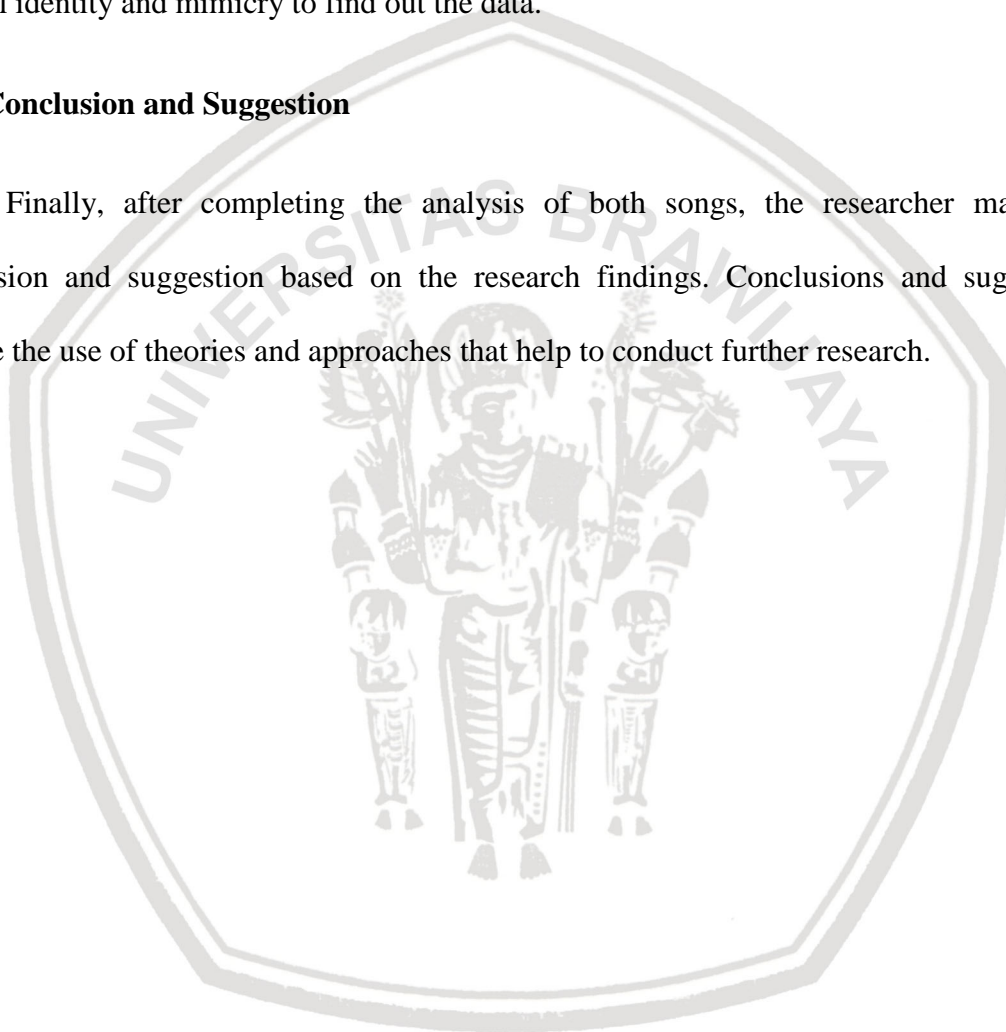 l identity and mimicry to find out the data.
Conclusion and Suggestion
Finally, after completing the analysis of both songs, the researcher ma
sion and suggestion based on the research findings. Conclusions and sug
e the use of theories and approaches that help to conduct further research.
UNIVERSITAS BRAWIJAYA